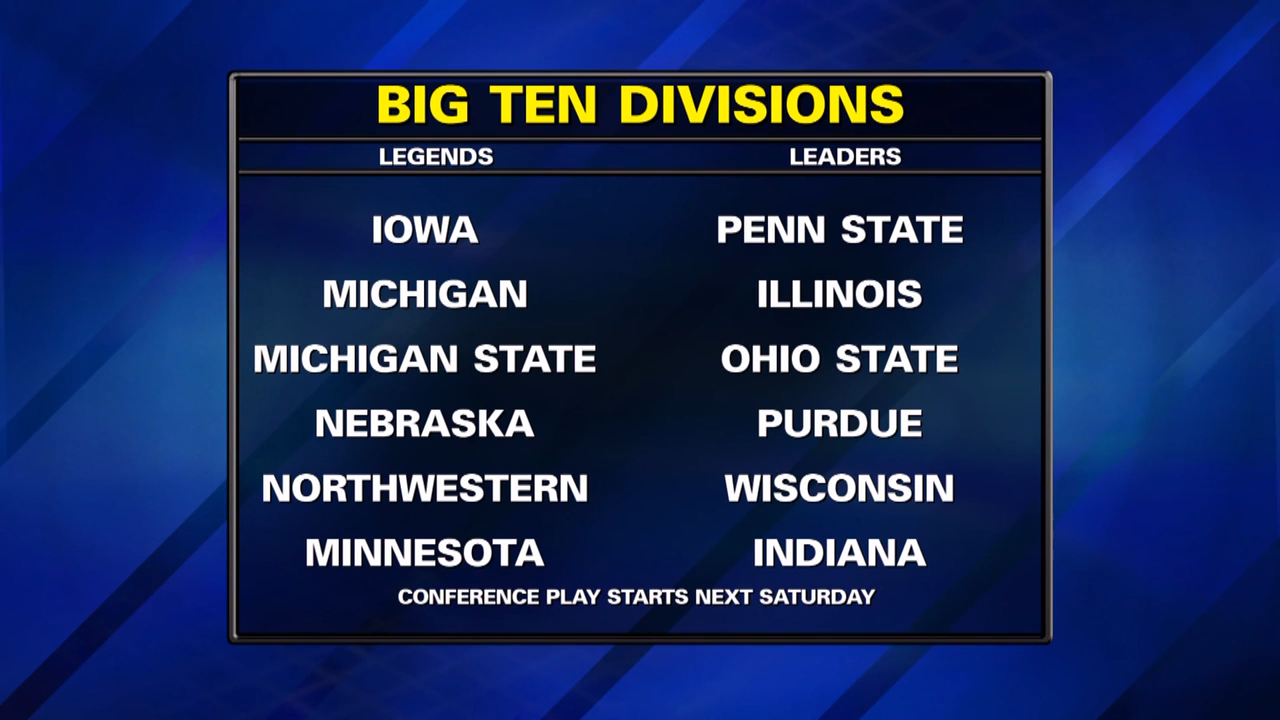 BIG TEN DIVISIONS
LEGENDS LEADERS
IOWA PENN STATE
MICHIGAN ILLINOIS
MICHIGAN STATE OHIO STATE
NEBRASKA PURDUE
NORTHWESTERN WISCONSIN
MINNESOTA INDIANA
CONFERENCE PLAY STARTS NEXT SATURDAY